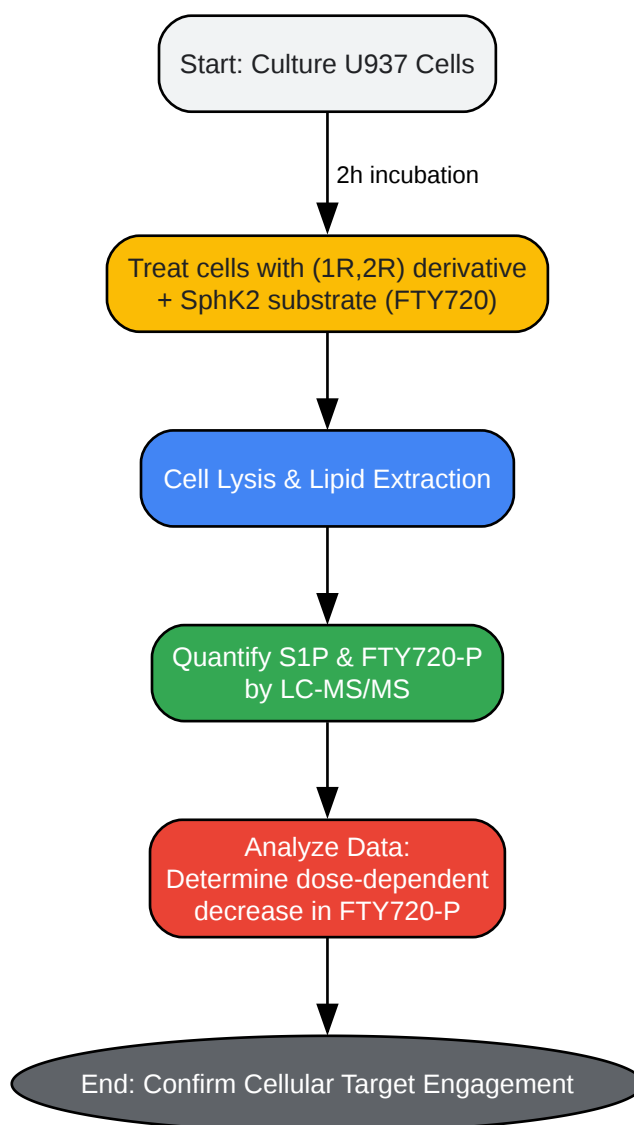 Start: Culture U937 Cells
2h incubation
Treat cells with (1R,2R) derivative
+ SphK2 substrate (FTY720)
Cell Lysis & Lipid Extraction
Quantify S1P & FTY720-P
by LC-MS/MS
Analyze Data:
Determine dose-dependent
decrease in FTY720-P
End: Confirm Cellular Target Engagement